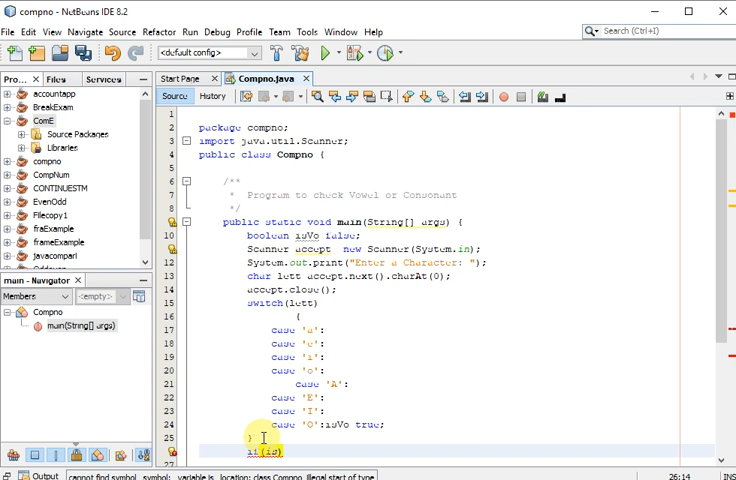 compno - NetBeans IDE 8.2
File Edit View Navigate Source Refactor Run Debug Profile Team Tools Window Help
Search (Ctrl+I)
<default config>
Pro... Files Services
Start Page Compno.java
Source History
accountapp
BreakExam
ComE
Source Packages
Libraries
compno
CompNum
CONTINUESTM
EvenOdd
Filecopy1
fraExample
frameExample
javacompari
main - Navigator
Members <empty>
Compno
main(String[] args)
1
2 package compno;
3 import java.util.Scanner;
4 public class Compno {
5
6 /**
7 * Program to check Vowel or Consonant
8 */
public static void main(String[] args) {
10 boolean isVo false;
Scanner accept new Scanner(System.in);
12 System.out.print("Enter a Character: ");
13 char lett accept.next().charAt(0);
14 accept.close();
15 switch(lett)
16 {
17 case 'a':
18 case 'e':
19 case 'i':
20 case 'o':
21 case 'A':
22 case 'E':
23 case 'I':
24 case 'O':isVo true;
25 }
if(is)
27
Output
cannot find symbol symbol: variable is location: class Compno illegal start of type
26:14 INS